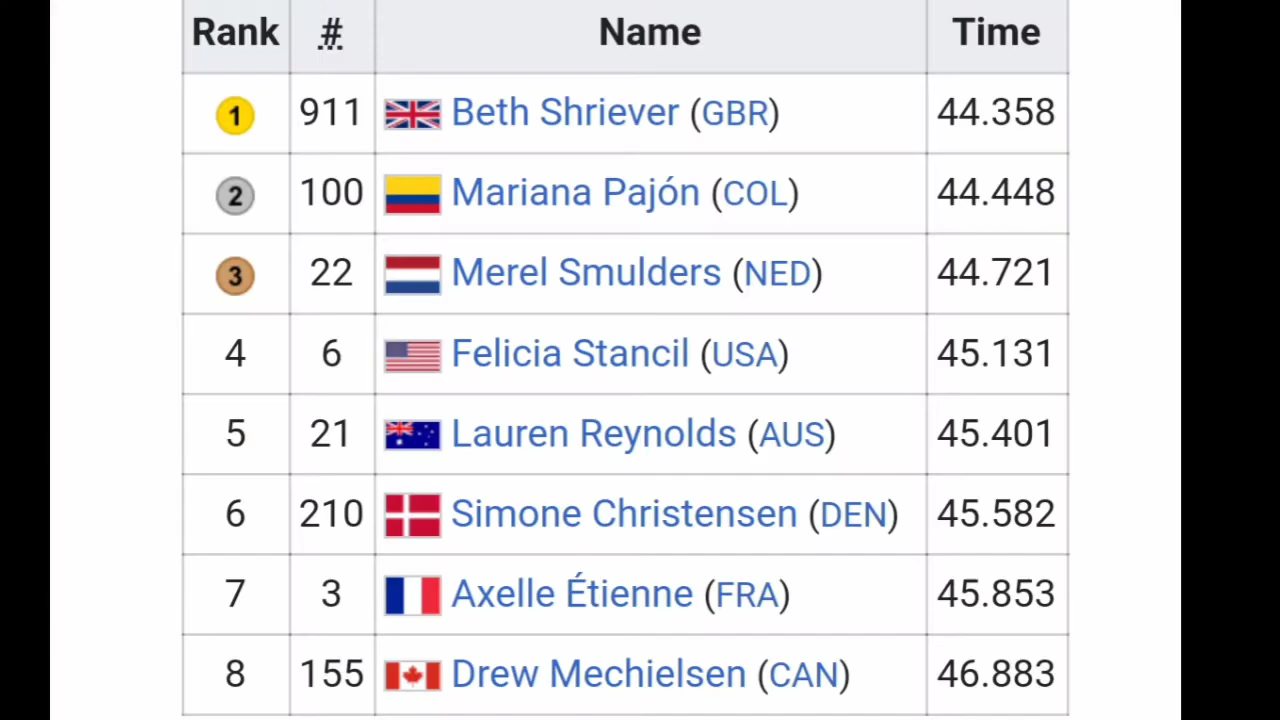 Rank # Name Time
1 911 Beth Shriever (GBR) 44.358
2 100 Mariana Pajón (COL) 44.448
3 22 Merel Smulders (NED) 44.721
4 6 Felicia Stancil (USA) 45.131
5 21 Lauren Reynolds (AUS) 45.401
6 210 Simone Christensen (DEN) 45.582
7 3 Axelle Étienne (FRA) 45.853
8 155 Drew Mechielsen (CAN) 46.883